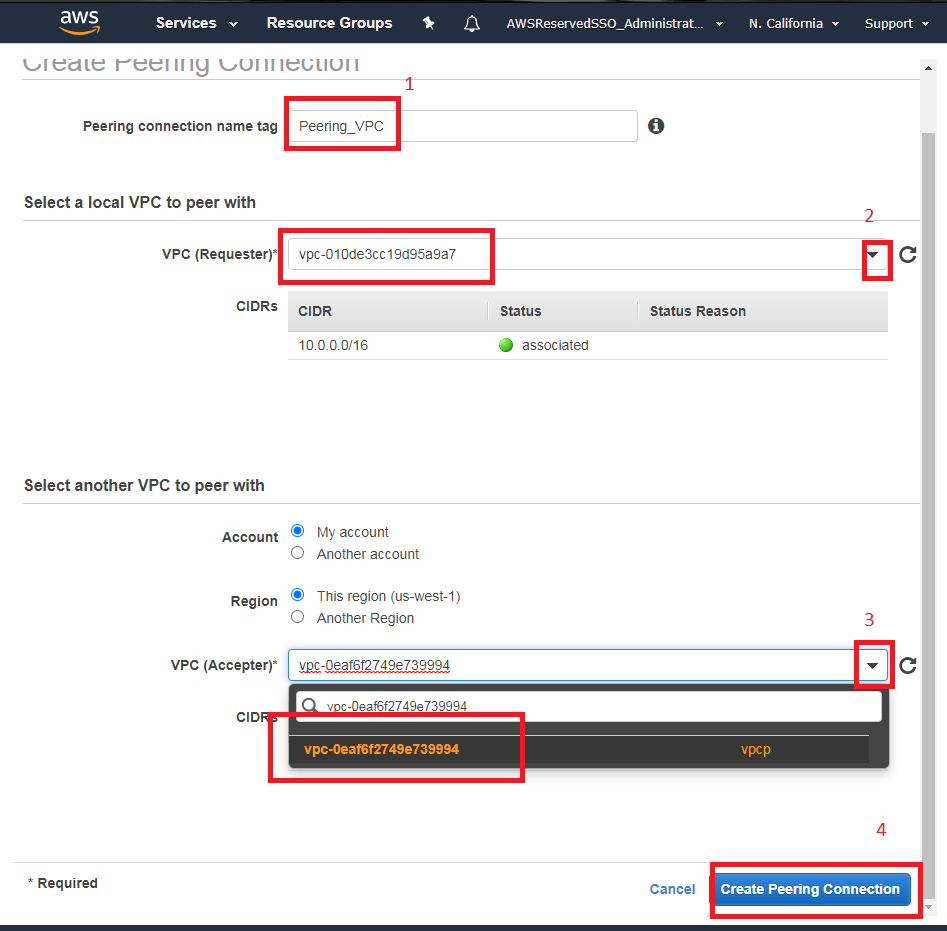 aws Services Resource Groups AWSReservedSSO_Administrat... N. California Support
Create Peering Connection
1
Peering connection name tag Peering_VPC
Select a local VPC to peer with
2
VPC (Requester)* vpc-010de3cc19d95a9a7
CIDRs CIDR Status Status Reason
10.0.0.0/16 associated
Select another VPC to peer with
Account My account
Another account
Region This region (us-west-1)
Another Region
3
VPC (Accepter)* vpc-0eaf6f2749e739994
vpc-0eaf6f2749e739994
CIDRs
vpc-0eaf6f2749e739994 vpcp
4
* Required
Cancel Create Peering Connection